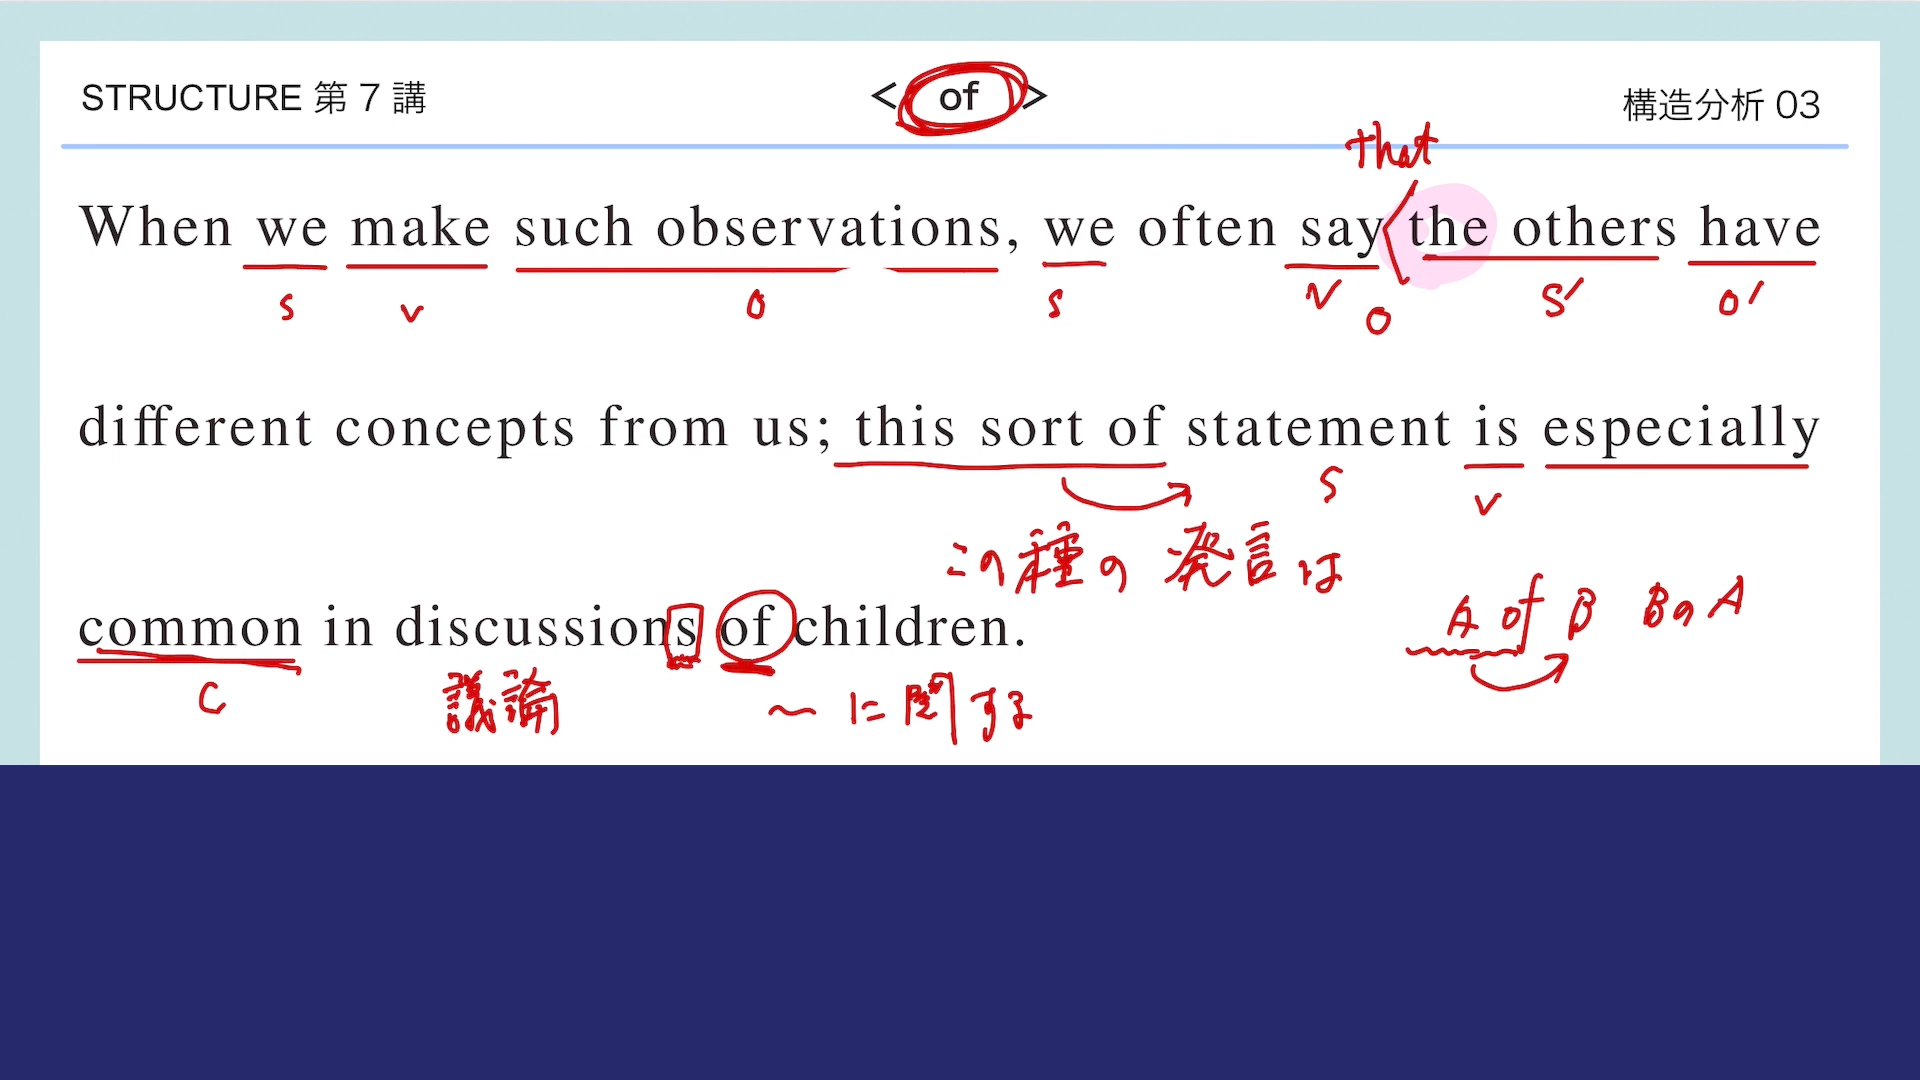 STRUCTURE 第 7 講
< of >
構造分析 03
that
When we make such observations, we often say the others have
s v o s v o s' o'
different concepts from us; this sort of statement is especially
s v
この種の 発言は
A of B BのA
common in discussions of children.
c 議論 〜に関する